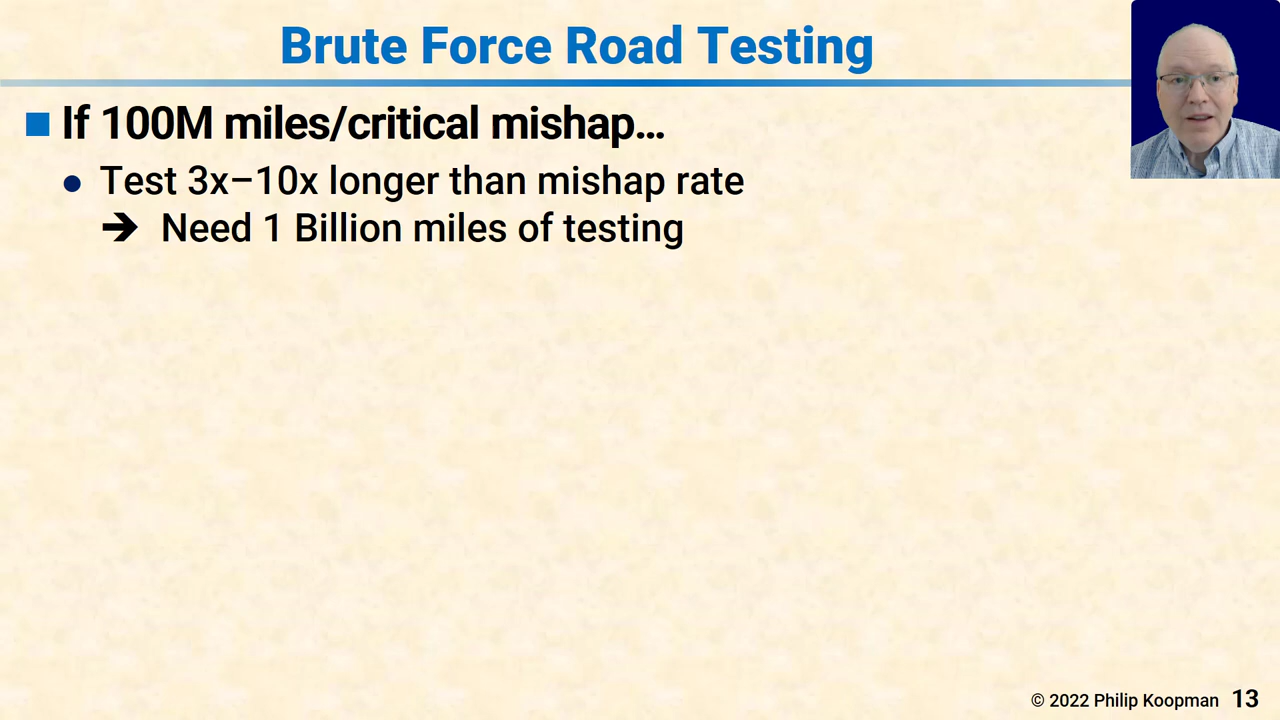 Brute Force Road Testing
■ If 100M miles/critical mishap…
● Test 3x–10x longer than mishap rate
➔ Need 1 Billion miles of testing
© 2022 Philip Koopman 13